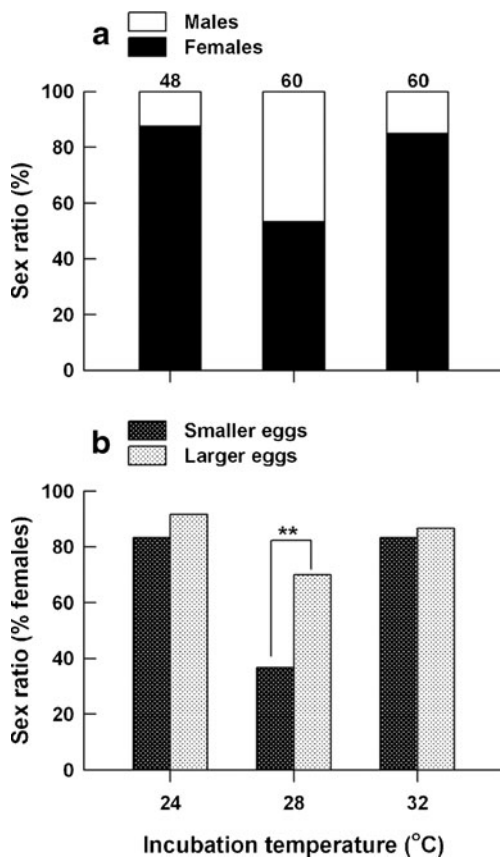 a
Males
Females
48 60 60
100
80
60
40
20
0
Sex ratio (%)
b
Smaller eggs
Larger eggs
**
100
80
60
40
20
0
Sex ratio (% females)
24 28 32
Incubation temperature (°C)